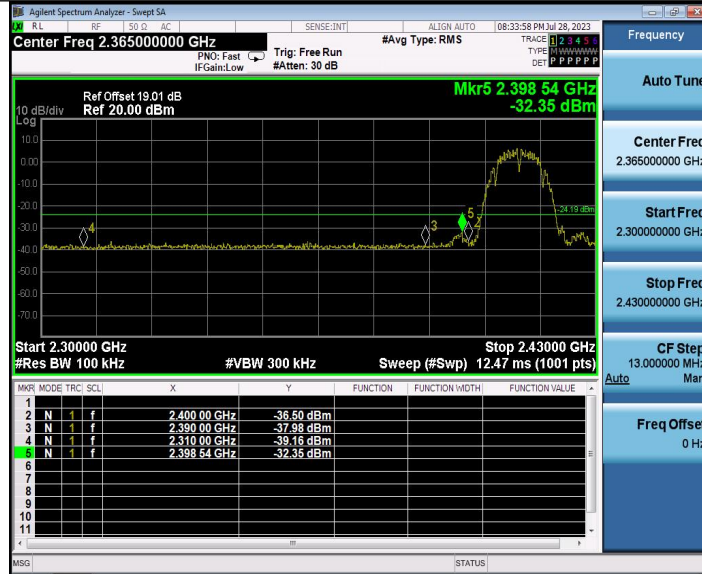 Agilent Spectrum Analyzer - Swept SA
LXI RL RF 50 Ω AC SENSE:INT ALIGN AUTO 08:33:58 PM Jul 28, 2023
Center Freq 2.365000000 GHz
PNO: Fast
IFGain:Low
Trig: Free Run
#Atten: 30 dB
#Avg Type: RMS
TRACE 1 2 3 4 5 6
TYPE M WWWWW
DET P P P P P P
Ref Offset 19.01 dB
10 dB/div Ref 20.00 dBm
Log
Mkr5 2.398 54 GHz
-32.35 dBm
10.0
0.00
-10.0
-20.0
-30.0
-40.0
-50.0
-60.0
-70.0
-24.19 dBm
4
3
5
2
Start 2.30000 GHz Stop 2.43000 GHz
#Res BW 100 kHz #VBW 300 kHz Sweep (#Swp) 12.47 ms (1001 pts)
MKR MODE TRC SCL X Y FUNCTION FUNCTION WIDTH FUNCTION VALUE
1
2 N 1 f 2.400 00 GHz -36.50 dBm
3 N 1 f 2.390 00 GHz -37.98 dBm
4 N 1 f 2.310 00 GHz -39.16 dBm
5 N 1 f 2.398 54 GHz -32.35 dBm
6
7
8
9
10
11
MSG STATUS
Frequency
Auto Tune
Center Freq
2.365000000 GHz
Start Freq
2.300000000 GHz
Stop Freq
2.430000000 GHz
CF Step
13.000000 MHz
Auto Man
Freq Offset
0 Hz